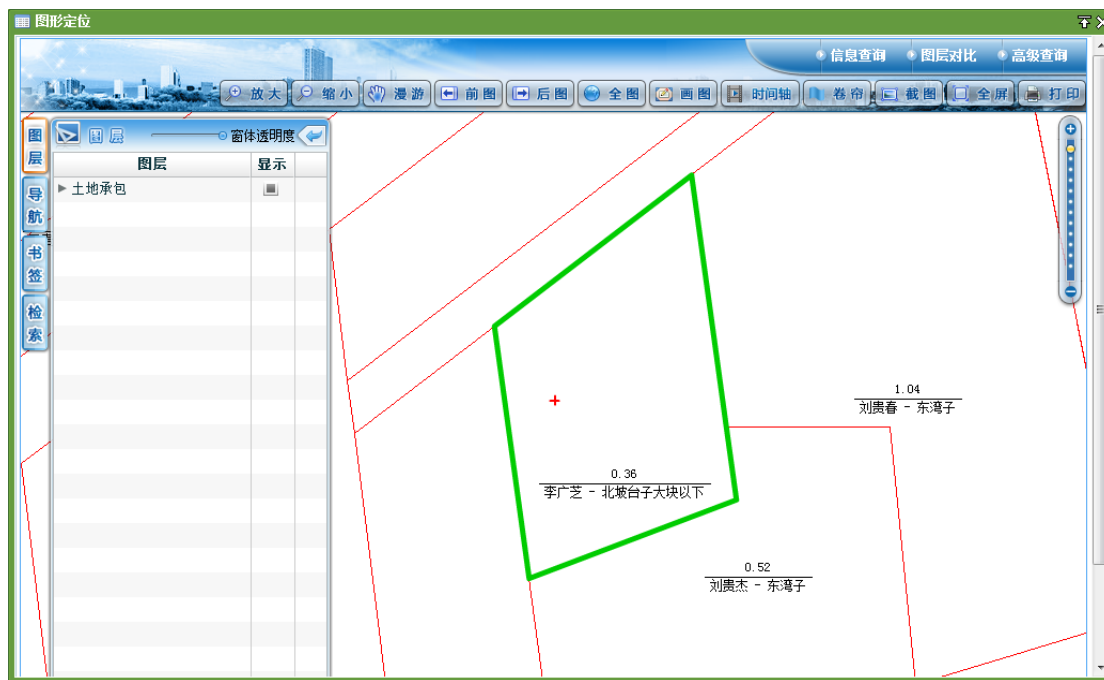 图形定位
信息查询 图层对比 高级查询
放大 缩小 漫游 前图 后图 全图 画图 时间轴 卷帘 截图 全屏 打印
图层
导航
书签
检索
图层 窗体透明度
图层 显示
土地承包
1.04
刘贵春 - 东湾子
0.36
李广芝 - 北坡台子大块以下
0.52
刘贵杰 - 东湾子